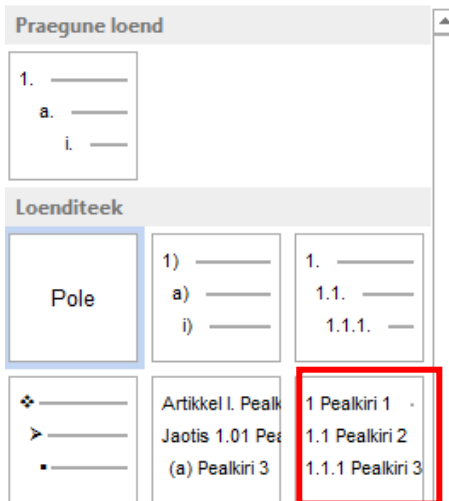 Praegune loend
1.
a.
i.
Loenditeek
Pole
1)
a)
i)
1.
1.1.
1.1.1.
Artikkel I. Pealk
Jaotis 1.01 Pea
(a) Pealkiri 3
1 Pealkiri 1
1.1 Pealkiri 2
1.1.1 Pealkiri 3